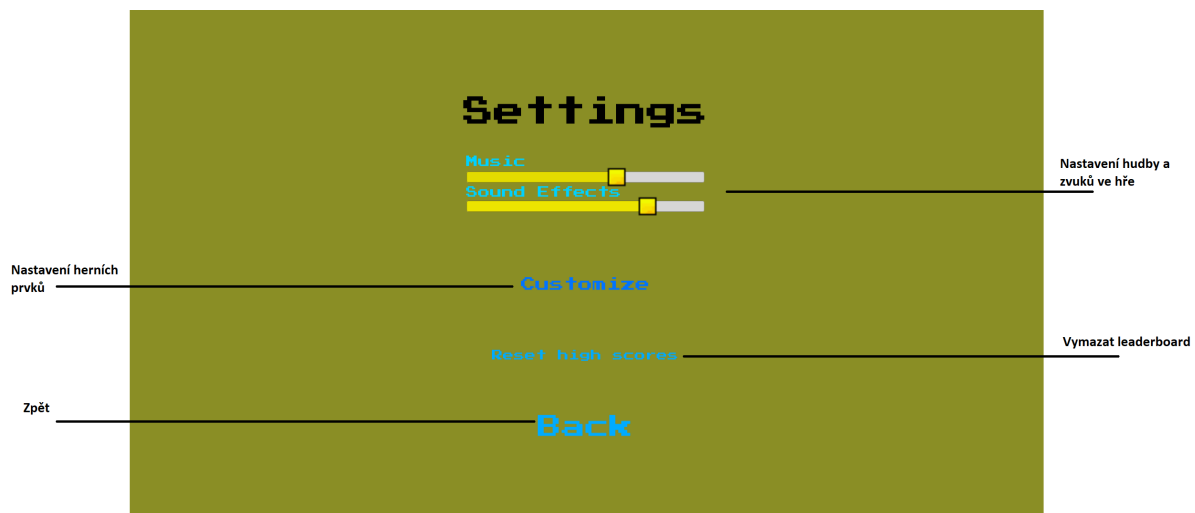 Settings
Music
Sound Effects
Nastavení hudby a
zvuků ve hře
Nastavení herních
prvků
Customize
Reset high scores
Vymazat leaderboard
Zpět
Back